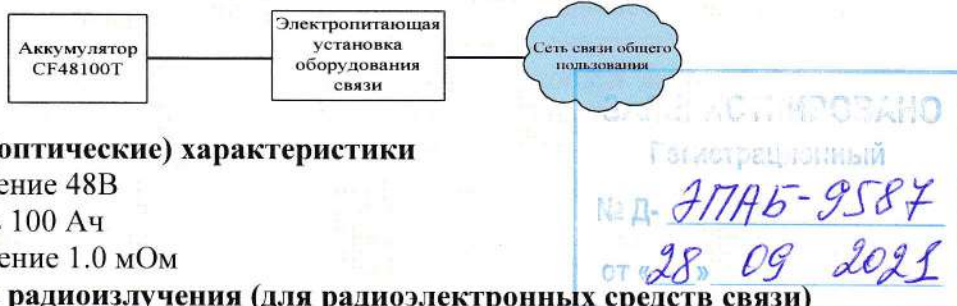 Аккумулятор
CF48100T
Электропитающая
установка
оборудования
связи
Сеть связи общего
пользования
оптические) характеристики
ение 48В
100 Ач
ение 1.0 мОм
радиоизлучения (для радиоэлектронных средств связи)
ЗАРЕГИСТРИРОВАНО
Регистрационный
№ Д- ЭПАБ-9587
от «28» 09 2021